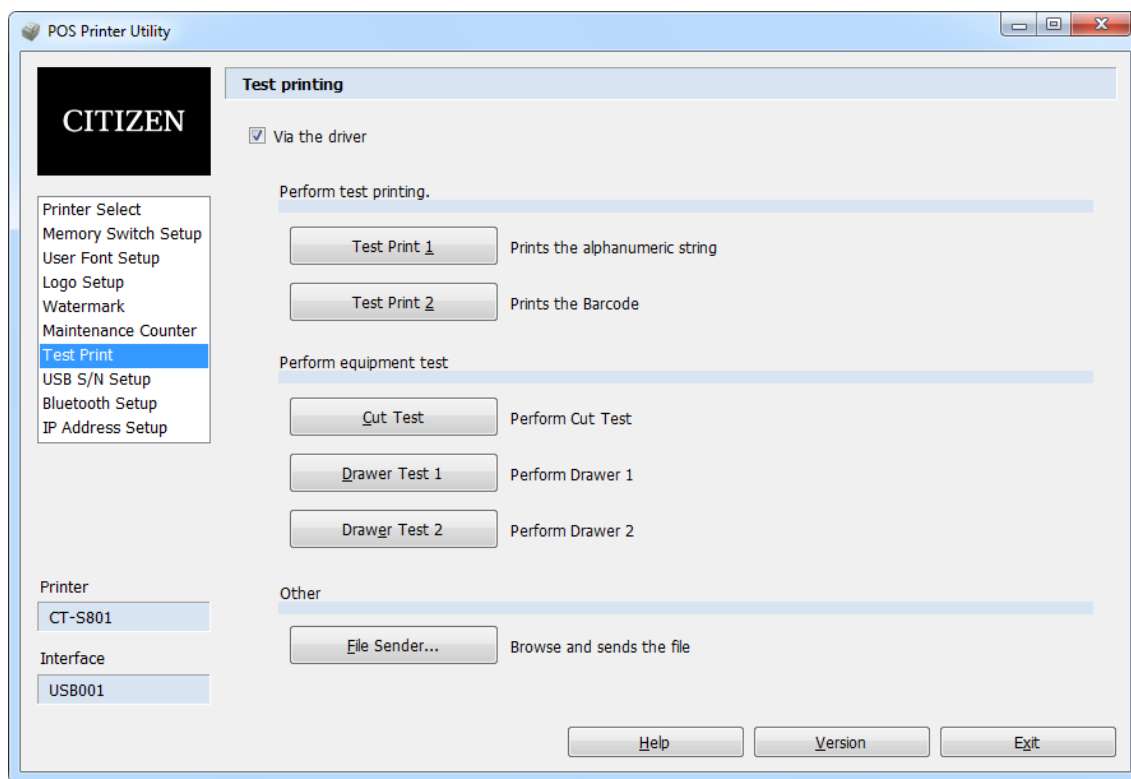 POS Printer Utility
CITIZEN
Printer Select
Memory Switch Setup
User Font Setup
Logo Setup
Watermark
Maintenance Counter
Test Print
USB S/N Setup
Bluetooth Setup
IP Address Setup
Printer
CT-S801
Interface
USB001
Test printing
Via the driver
Perform test printing.
Test Print 1 Prints the alphanumeric string
Test Print 2 Prints the Barcode
Perform equipment test
Cut Test Perform Cut Test
Drawer Test 1 Perform Drawer 1
Drawer Test 2 Perform Drawer 2
Other
File Sender... Browse and sends the file
Help Version Exit